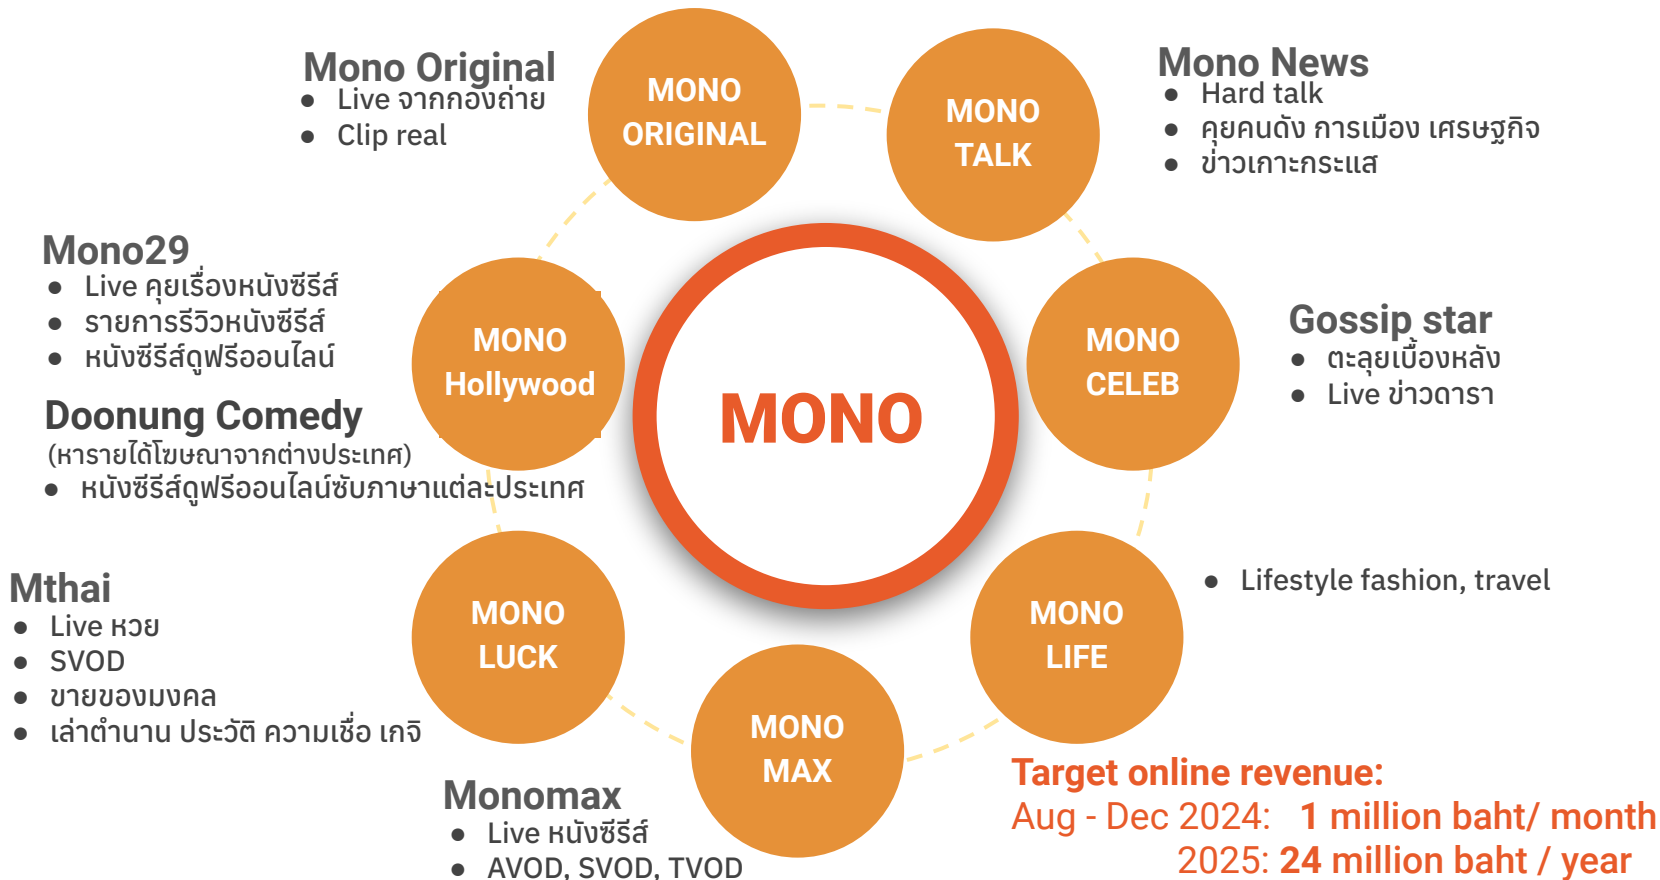 Mono Original
● Live จากกองถ่าย
● Clip real
MONO
ORIGINAL
MONO
TALK
Mono News
● Hard talk
● คุยคนดัง การเมือง เศรษฐกิจ
● ข่าวเกาะกระแส
Mono29
● Live คุยเรื่องหนังซีรีส์
● รายการรีวิวหนังซีรีส์
● หนังซีรีส์ดูฟรีออนไลน์
MONO
Hollywood
Doonung Comedy
(หารายได้โฆษณาจากต่างประเทศ)
● หนังซีรีส์ดูฟรีออนไลน์ซับภาษาแต่ละประเทศ
MONO
MONO
CELEB
Gossip star
● ตะลุยเบื้องหลัง
● Live ข่าวดารา
Mthai
● Live หวย
● SVOD
● ขายของมงคล
● เล่าตำนาน ประวัติ ความเชื่อ เกจิ
MONO
LUCK
MONO
LIFE
● Lifestyle fashion, travel
MONO
MAX
Monomax
● Live หนังซีรีส์
● AVOD, SVOD, TVOD
Target online revenue:
Aug - Dec 2024: 1 million baht/ month
2025: 24 million baht / year